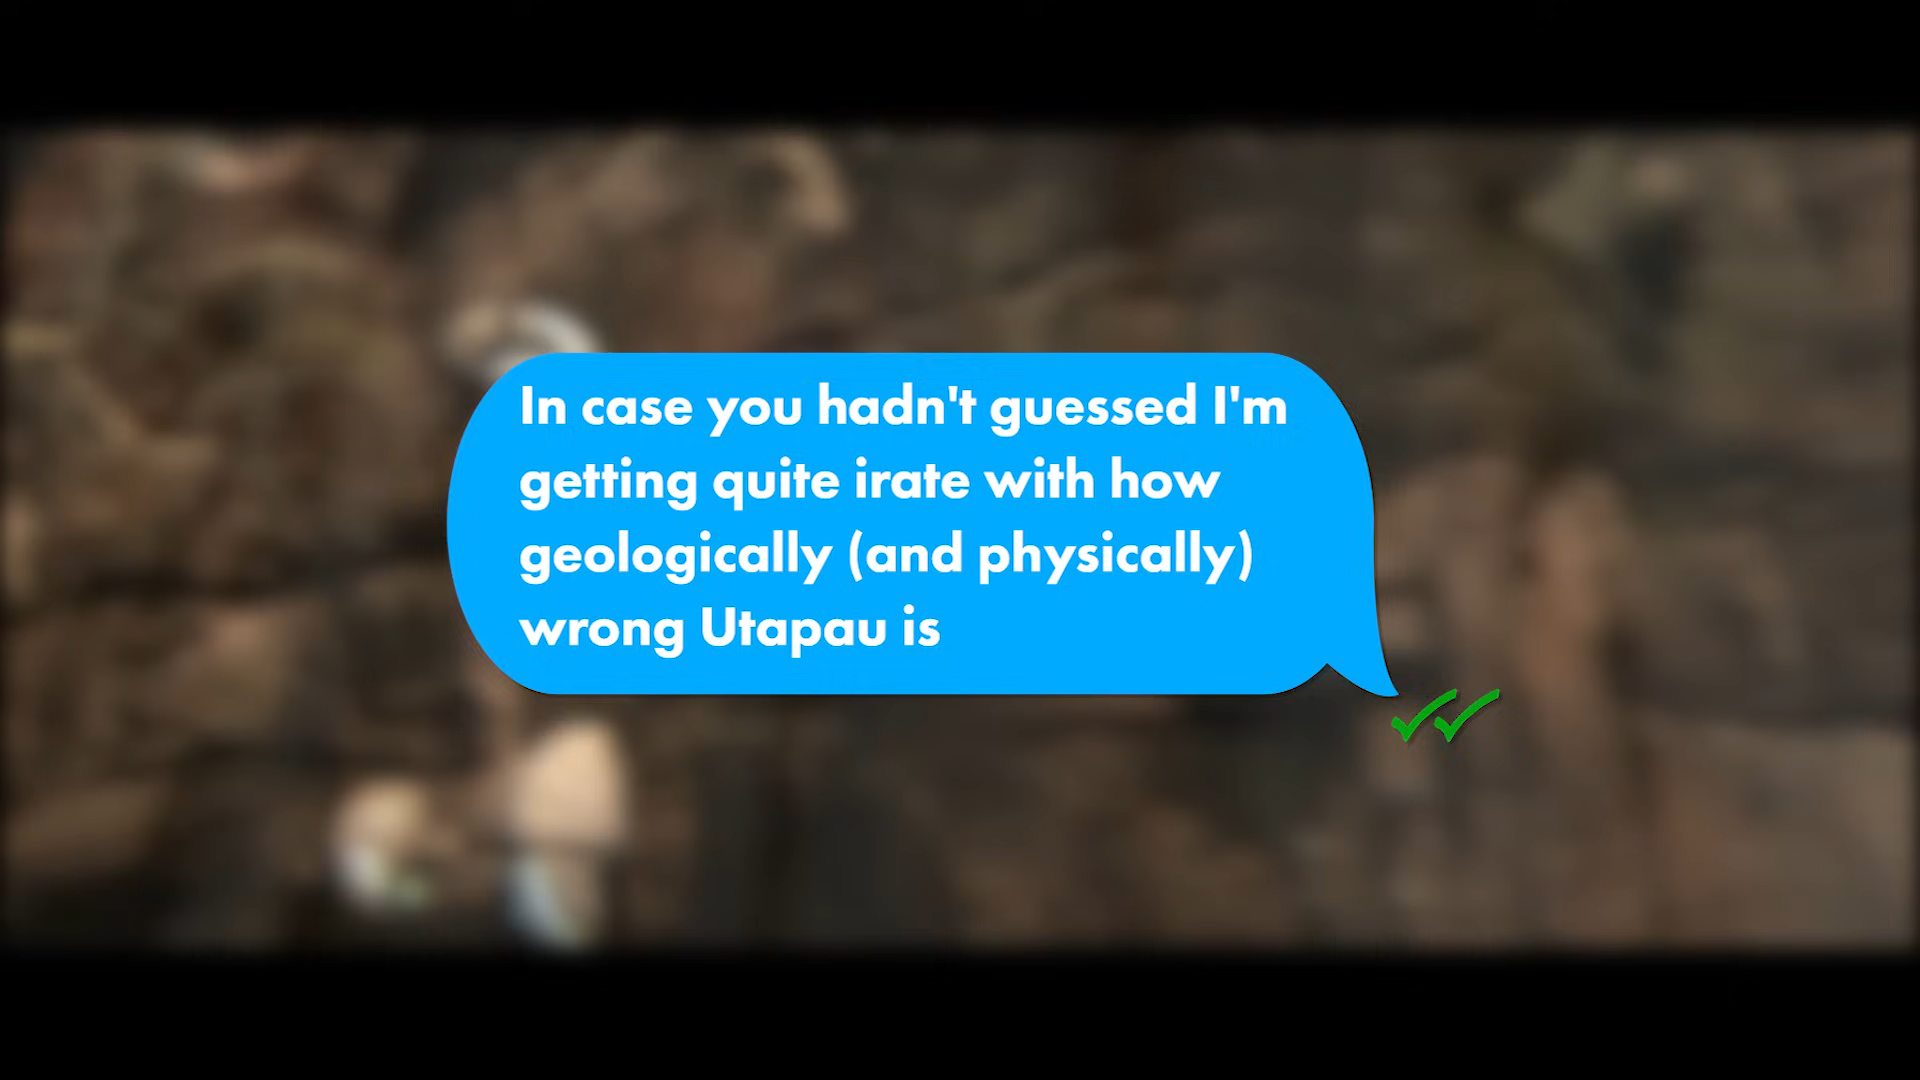 In case you hadn't guessed I'm
getting quite irate with how
geologically (and physically)
wrong Utapau is